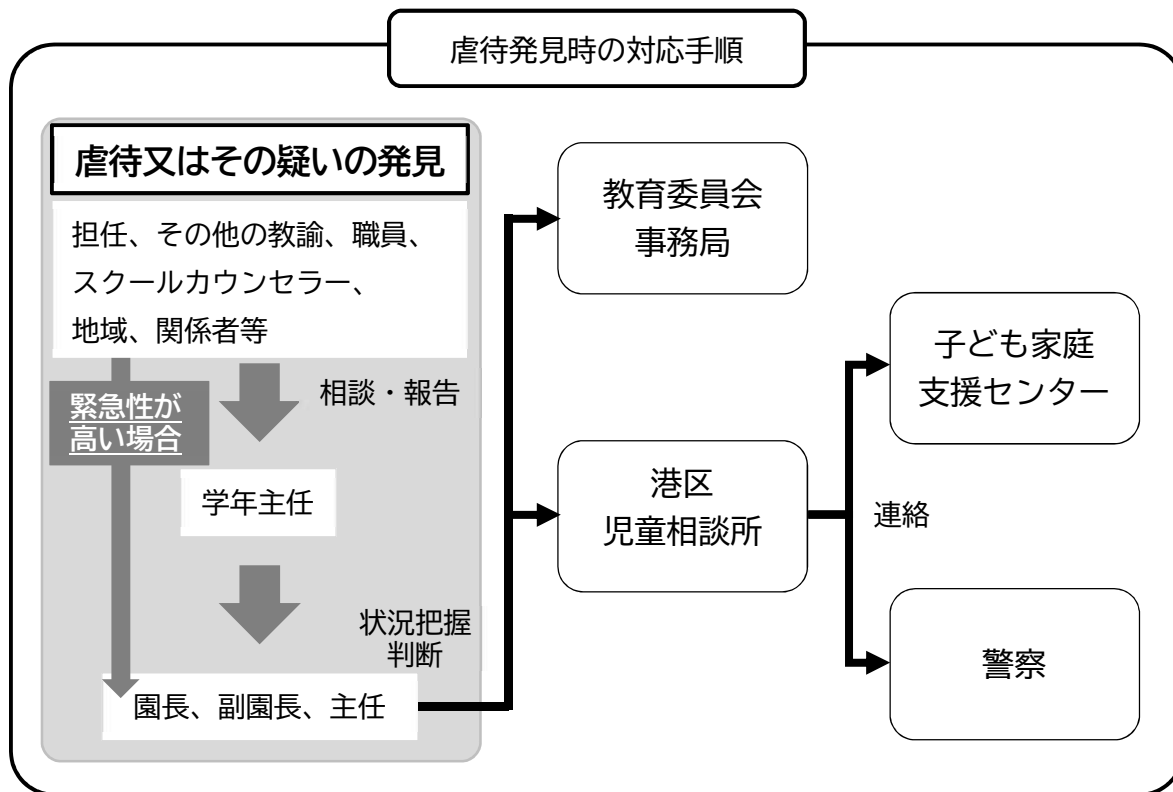 虐待発見時の対応手順
虐待又はその疑いの発見
担任、その他の教諭、職員、
スクールカウンセラー、
地域、関係者等
緊急性が
高い場合
相談・報告
学年主任
状況把握
判断
園長、副園長、主任
教育委員会
事務局
港区
児童相談所
子ども家庭
支援センター
連絡
警察